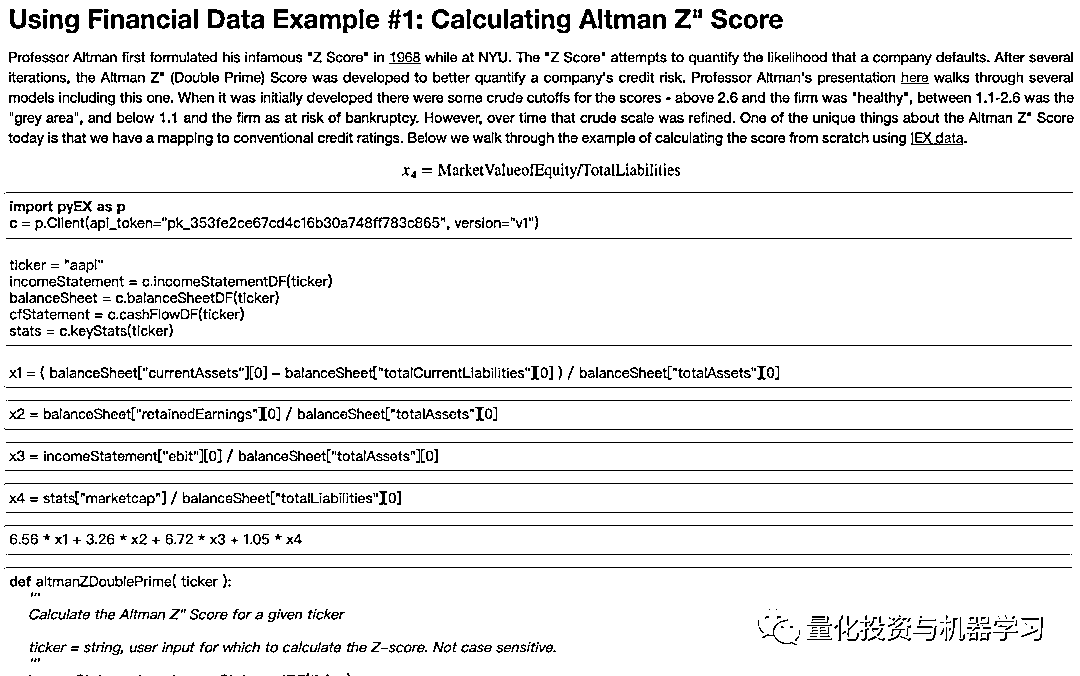 Using Financial Data Example #1: Calculating Altman Z" Score
Professor Altman first formulated his infamous "Z Score" in 1968 while at NYU. The "Z Score" attempts to quantify the likelihood that a company defaults. After several
iterations, the Altman Z" (Double Prime) Score was developed to better quantify a company's credit risk. Professor Altman's presentation here walks through several
models including this one. When it was initially developed there were some crude cutoffs for the scores - above 2.6 and the firm was "healthy", between 1.1-2.6 was the
"grey area", and below 1.1 and the firm as at risk of bankruptcy. However, over time that crude scale was refined. One of the unique things about the Altman Z" Score
today is that we have a mapping to conventional credit ratings. Below we walk through the example of calculating the score from scratch using IEX data.
x₄ = MarketValueofEquity/TotalLiabilities
import pyEX as p
c = p.Client(api_token="pk_353fe2ce67cd4c16b30a748ff783c865", version="v1")
ticker = "aapl"
incomeStatement = c.incomeStatementDF(ticker)
balanceSheet = c.balanceSheetDF(ticker)
cfStatement = c.cashFlowDF(ticker)
stats = c.keyStats(ticker)
x1 = ( balanceSheet["currentAssets"][0] – balanceSheet["totalCurrentLiabilities"][0] ) / balanceSheet["totalAssets"][0]
x2 = balanceSheet["retainedEarnings"][0] / balanceSheet["totalAssets"][0]
x3 = incomeStatement["ebit"][0] / balanceSheet["totalAssets"][0]
x4 = stats["marketcap"] / balanceSheet["totalLiabilities"][0]
6.56 * x1 + 3.26 * x2 + 6.72 * x3 + 1.05 * x4
def altmanZDoublePrime( ticker ):
'''
Calculate the Altman Z" Score for a given ticker
ticker = string, user input for which to calculate the Z–score. Not case sensitive.
'''
量化投资与机器学习